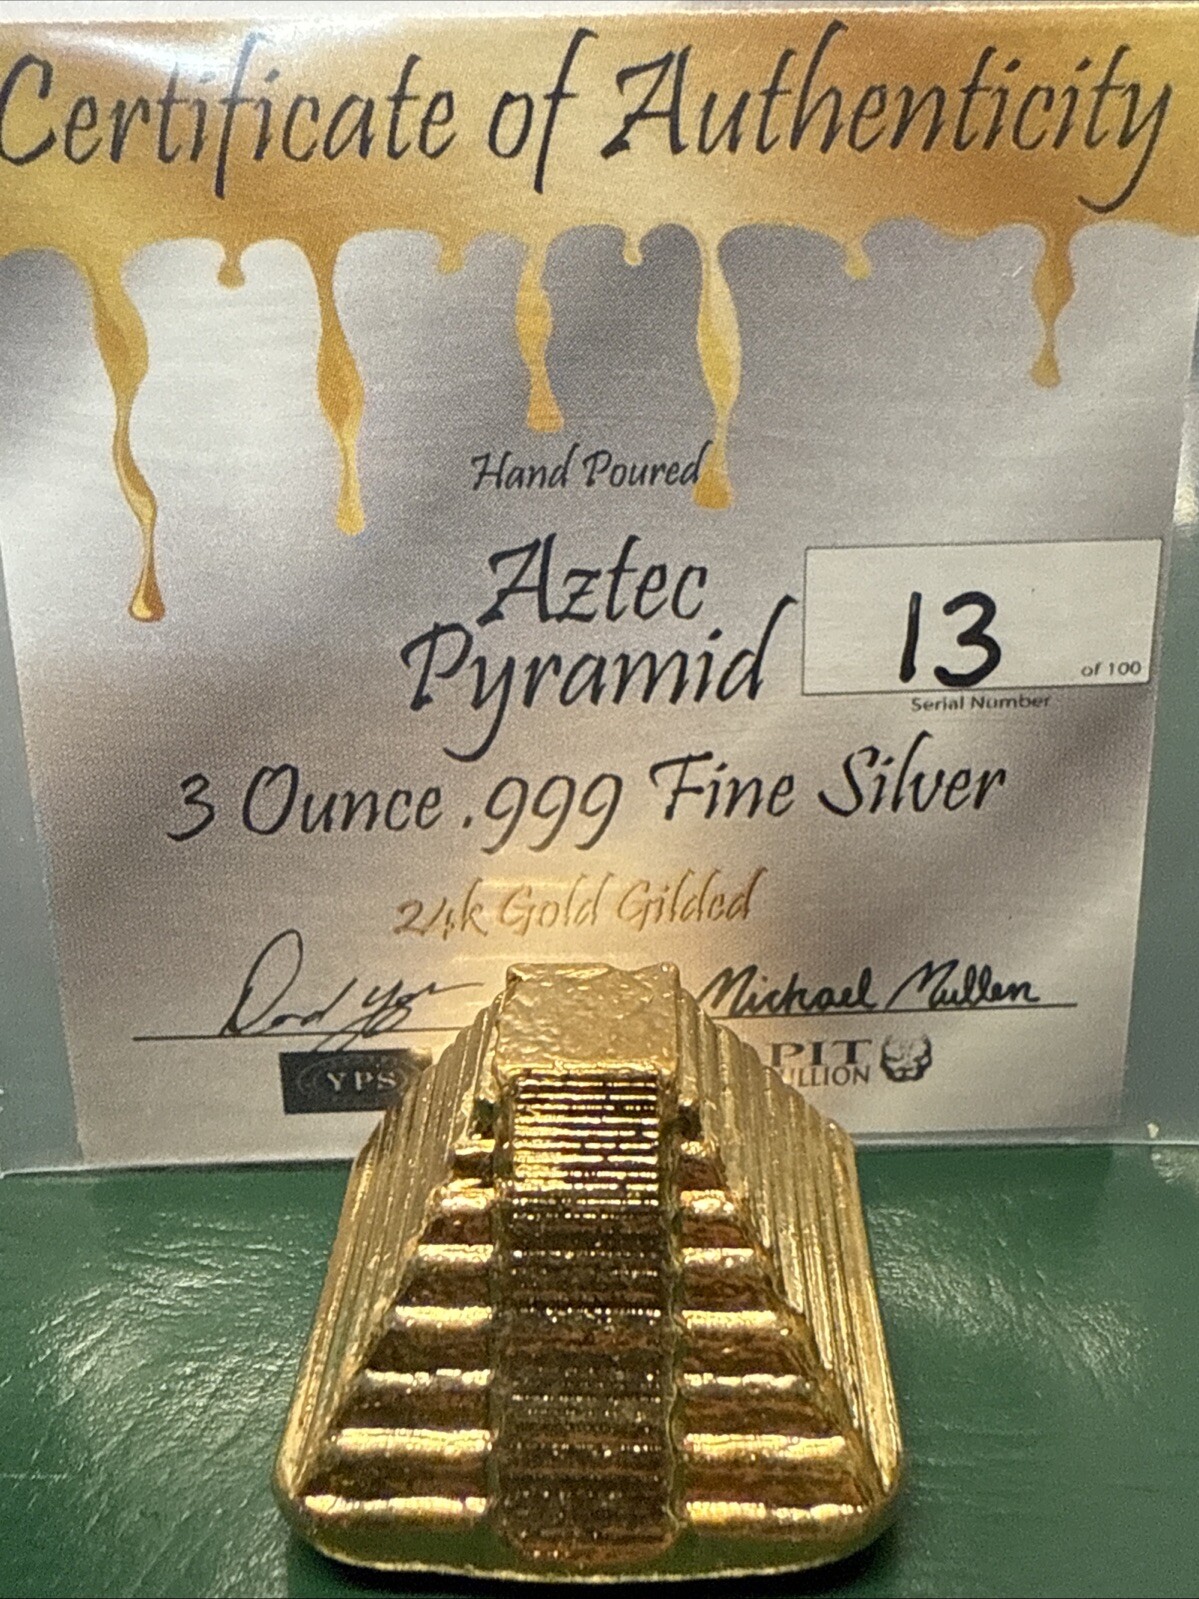 Certificate of Authenticity
Hand Poured
Aztec
Pyramid
13 of 100
Serial Number
3 Ounce .999 Fine Silver
24k Gold Gilded
Michael Mullen
YPS
PIT